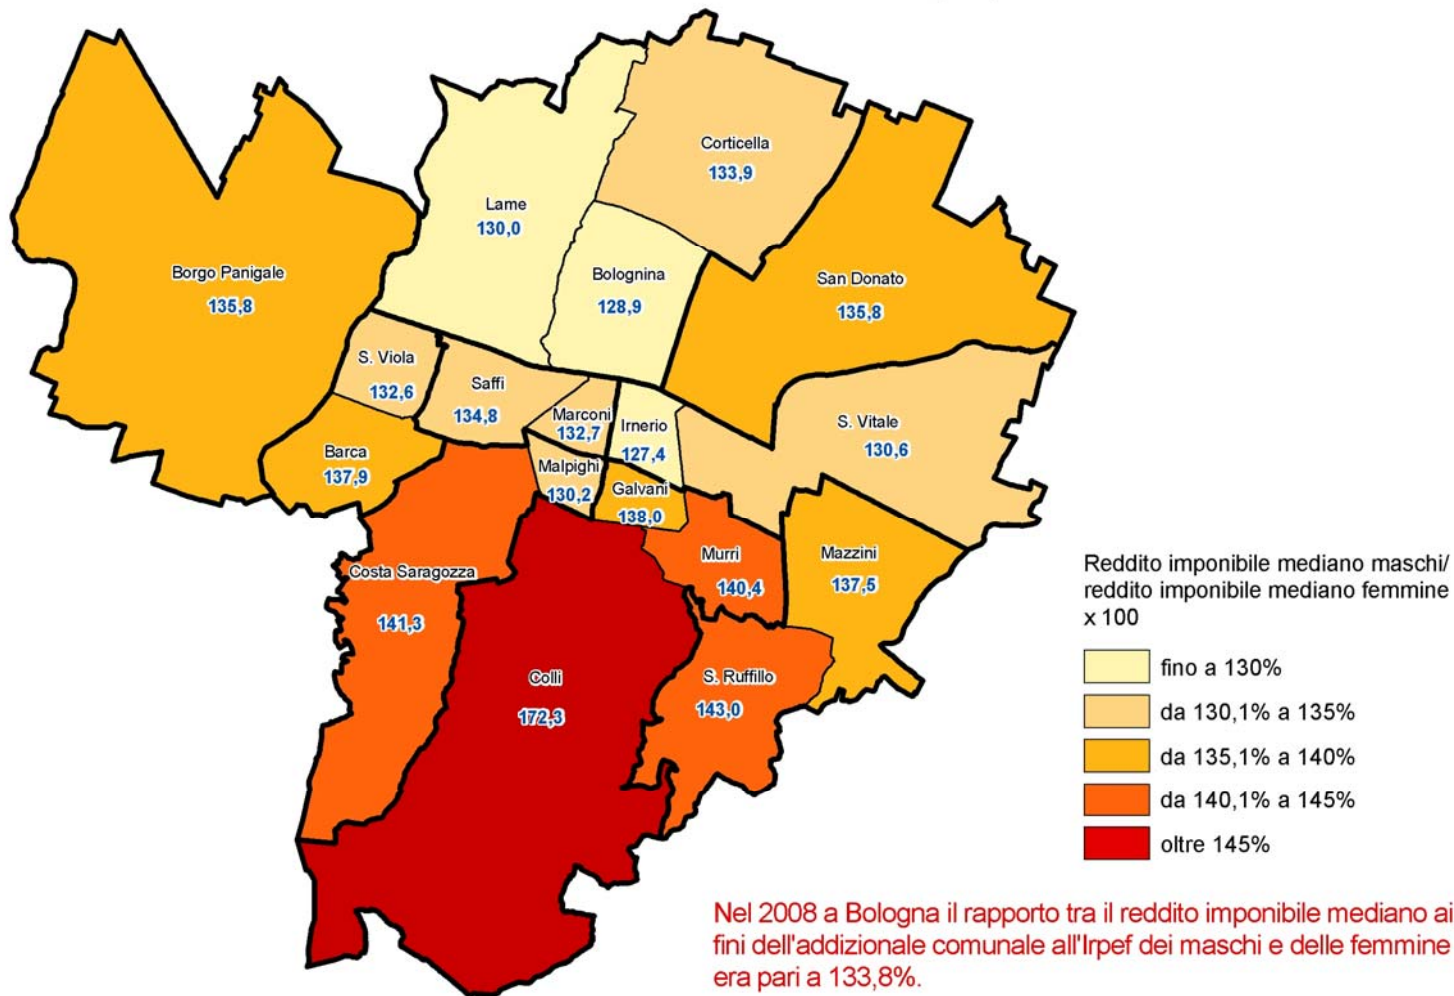 Corticella
133,9
Lame
130,0
Borgo Panigale
135,8
Bolognina
128,9
San Donato
135,8
S. Viola
132,6
Saffi
134,8
Marconi
132,7
Irnerio
127,4
S. Vitale
130,6
Barca
137,9
Malpighi
130,2
Galvani
138,0
Murri
140,4
Mazzini
137,5
Costa Saragozza
141,3
Colli
172,3
S. Ruffillo
143,0
Reddito imponibile mediano maschi/
reddito imponibile mediano femmine
x 100
fino a 130%
da 130,1% a 135%
da 135,1% a 140%
da 140,1% a 145%
oltre 145%
Nel 2008 a Bologna il rapporto tra il reddito imponibile mediano ai
fini dell'addizionale comunale all'Irpef dei maschi e delle femmine
era pari a 133,8%.